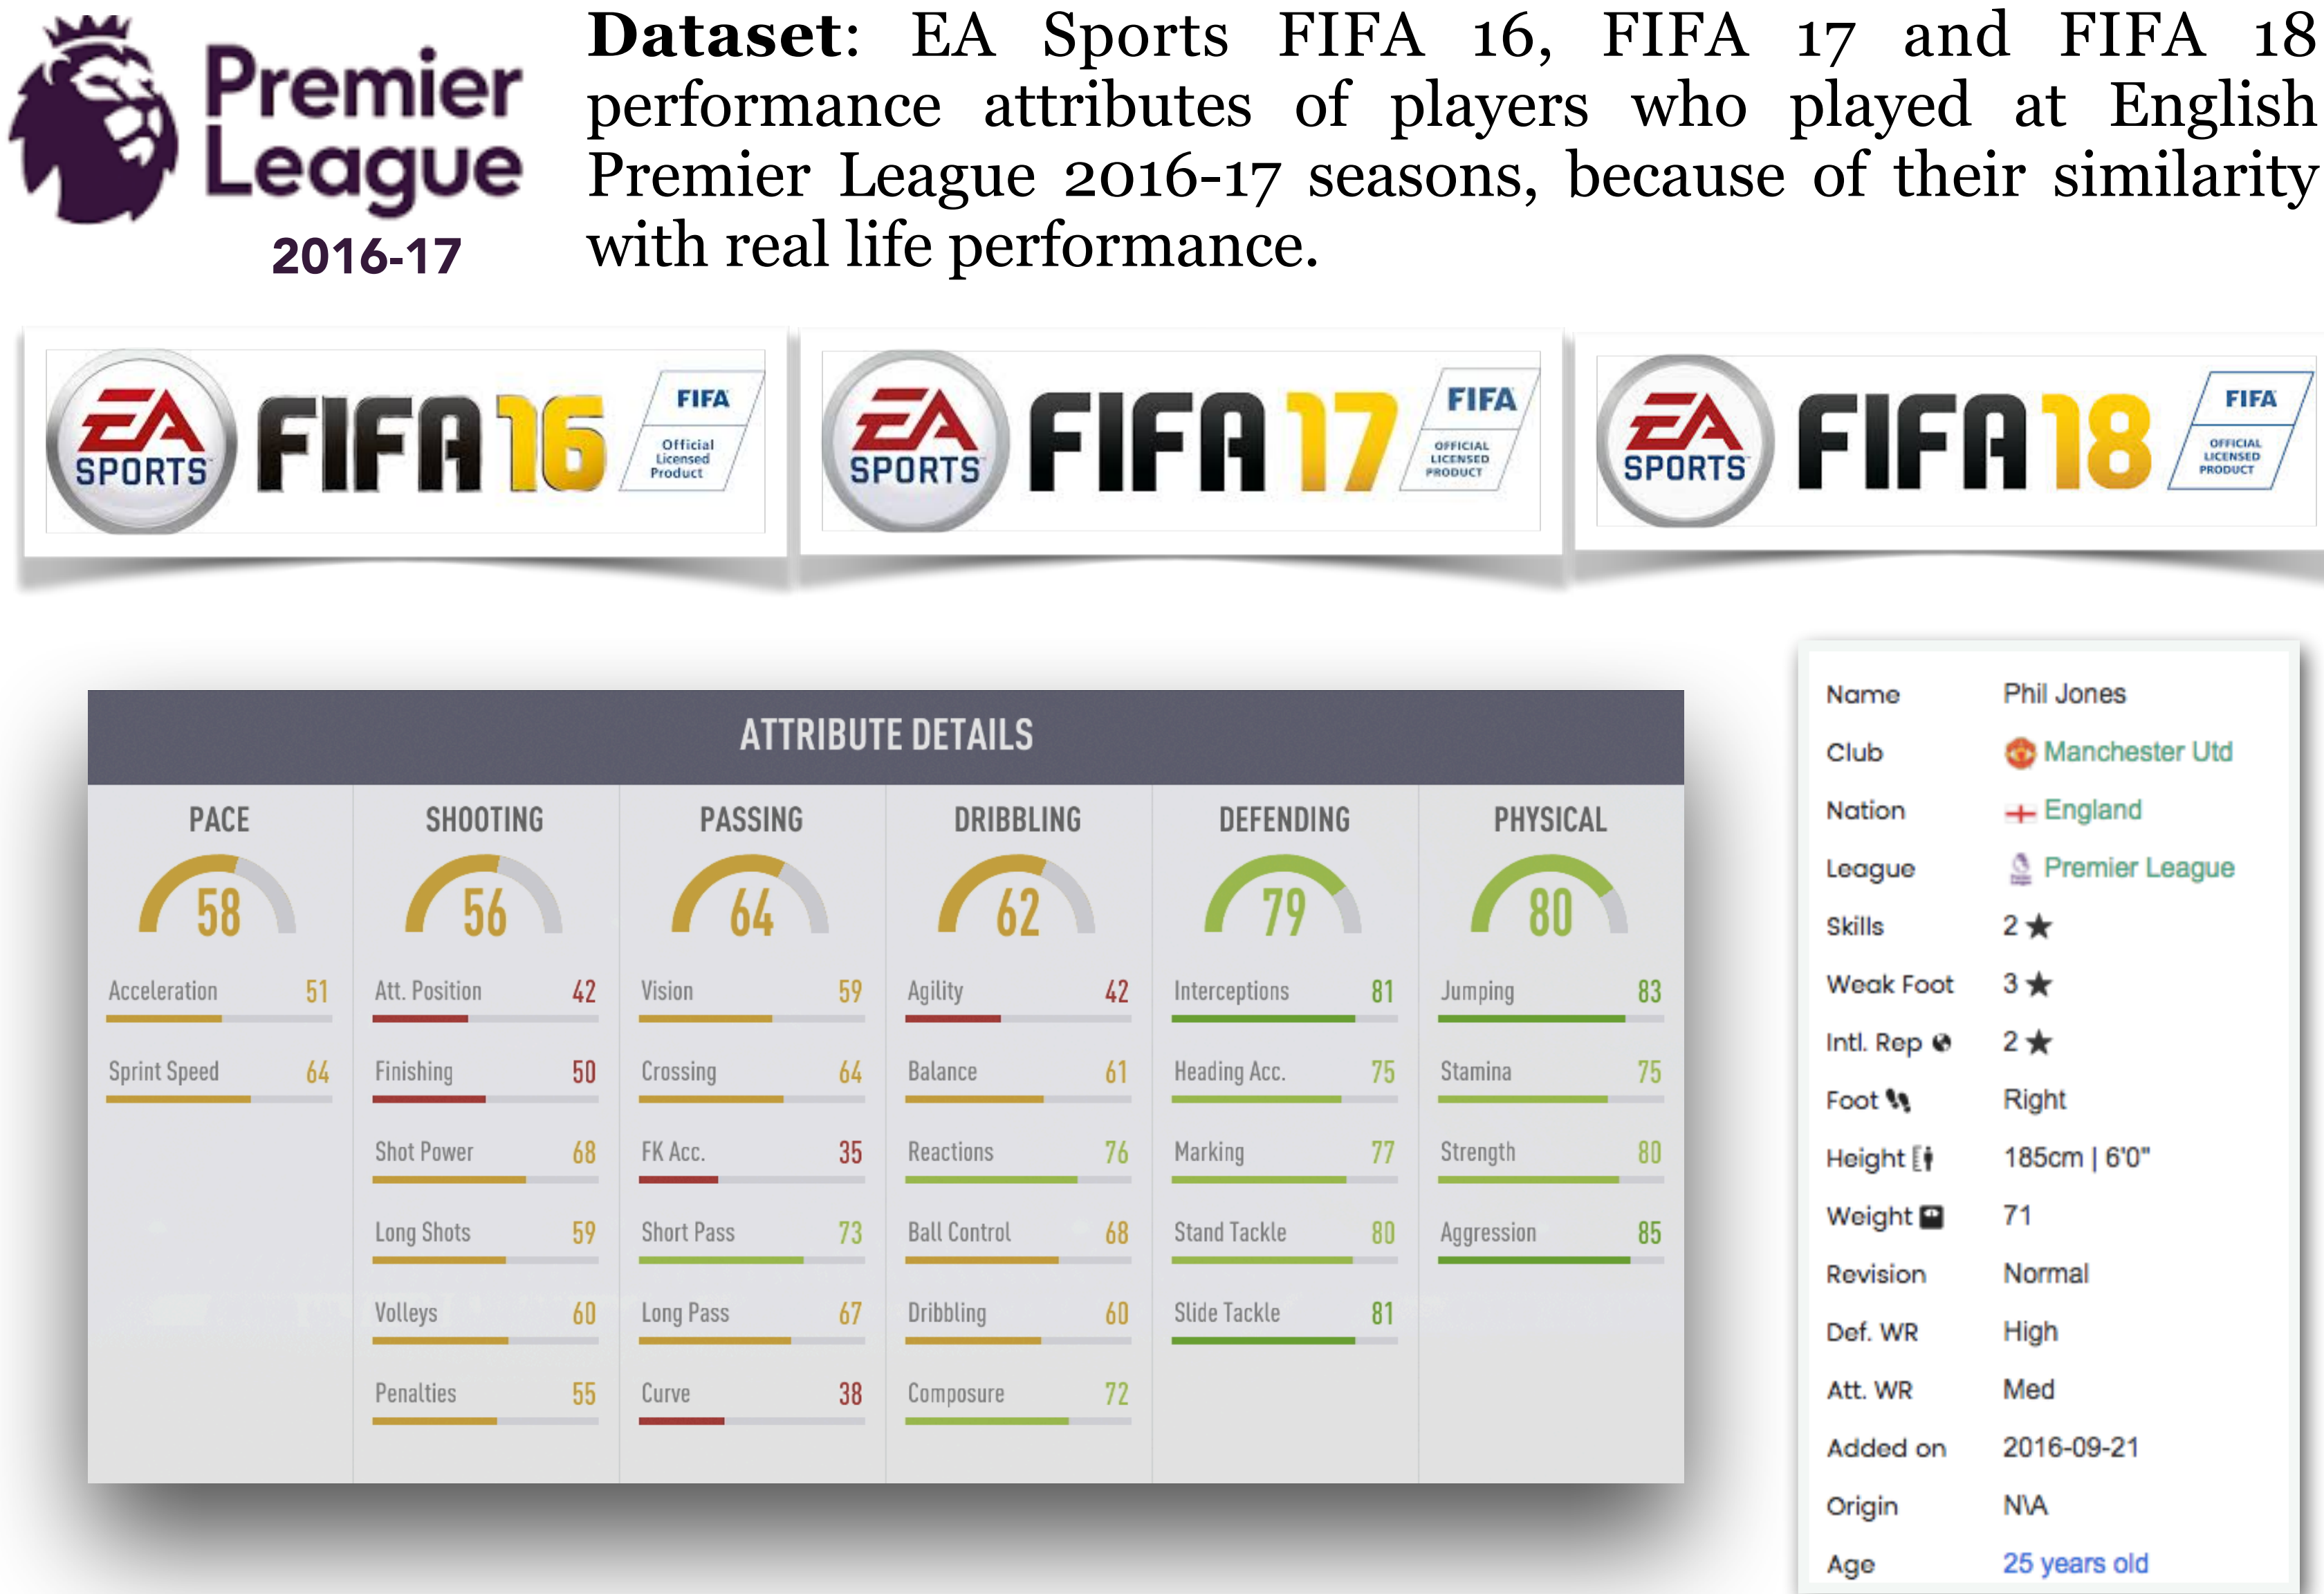 Premier
League
2016-17
Dataset: EA Sports FIFA 16, FIFA 17 and FIFA 18
performance attributes of players who played at English
Premier League 2016-17 seasons, because of their similarity
with real life performance.
EA
SPORTS
FIFA 16
FIFA
Official
Licensed
Product
EA
SPORTS
FIFA 17
FIFA
OFFICIAL
LICENSED
PRODUCT
EA
SPORTS
FIFA 18
FIFA
OFFICIAL
LICENSED
PRODUCT
ATTRIBUTE DETAILS
PACE
58
Acceleration 51
Sprint Speed 64
SHOOTING
56
Att. Position 42
Finishing 50
Shot Power 68
Long Shots 59
Volleys 60
Penalties 55
PASSING
64
Vision 59
Crossing 64
FK Acc. 35
Short Pass 73
Long Pass 67
Curve 38
DRIBBLING
62
Agility 42
Balance 61
Reactions 76
Ball Control 68
Dribbling 60
Composure 72
DEFENDING
79
Interceptions 81
Heading Acc. 75
Marking 77
Stand Tackle 80
Slide Tackle 81
PHYSICAL
80
Jumping 83
Stamina 75
Strength 80
Aggression 85
Name Phil Jones
Club Manchester Utd
Nation England
League Premier League
Skills 2★
Weak Foot 3★
Intl. Rep 2★
Foot Right
Height 185cm | 6'0"
Weight 71
Revision Normal
Def. WR High
Att. WR Med
Added on 2016-09-21
Origin N\A
Age 25 years old